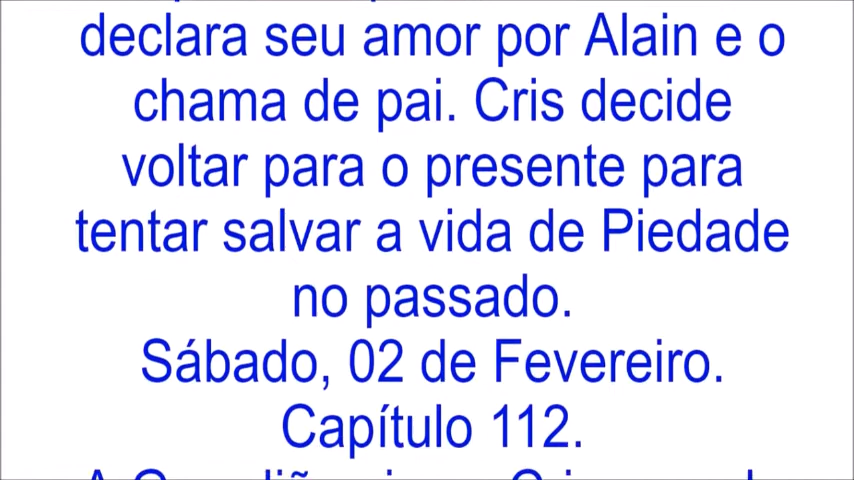 declara seu amor por Alain e o
chama de pai. Cris decide
voltar para o presente para
tentar salvar a vida de Piedade
no passado.
Sábado, 02 de Fevereiro.
Capítulo 112.